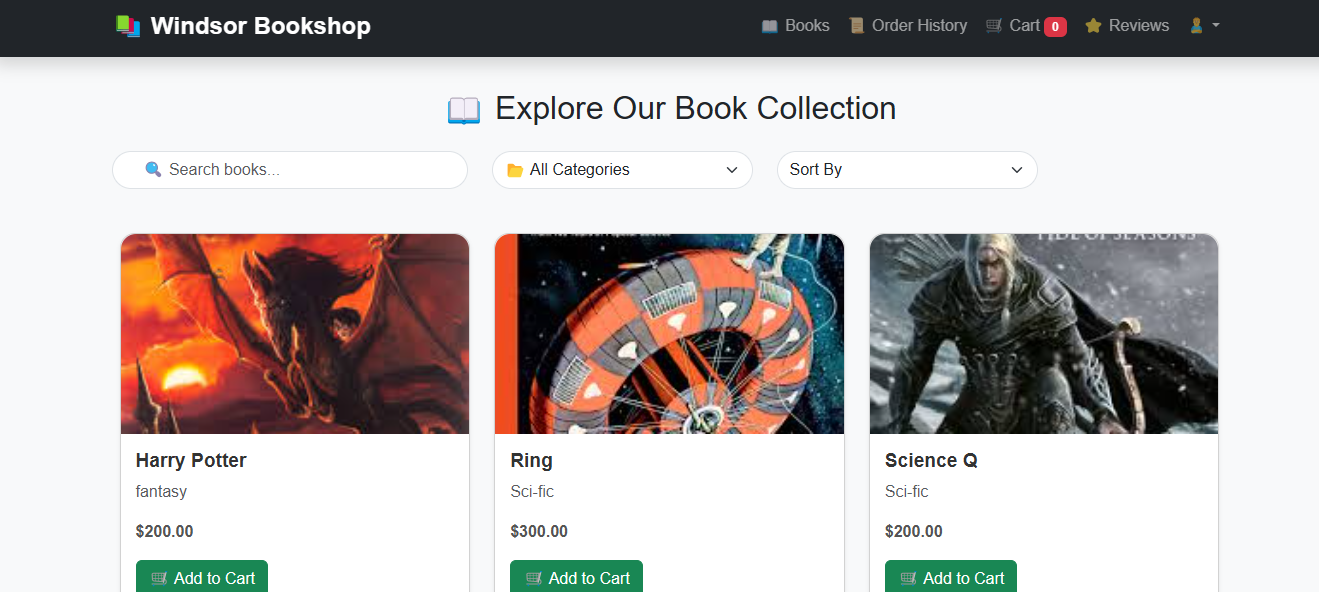 Windsor Bookshop
Books
Order History
Cart 0
Reviews
Explore Our Book Collection
Search books...
All Categories
Sort By
TIDE OF SEASONS
Harry Potter
fantasy
$200.00
Add to Cart
Ring
Sci-fic
$300.00
Add to Cart
Science Q
Sci-fic
$200.00
Add to Cart